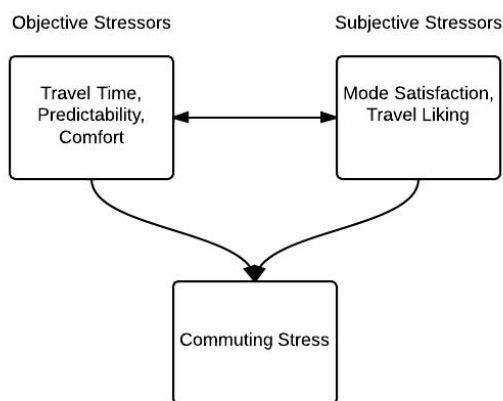 Objective Stressors
Subjective Stressors
Travel Time,
Predictability,
Comfort
Mode Satisfaction,
Travel Liking
Commuting Stress